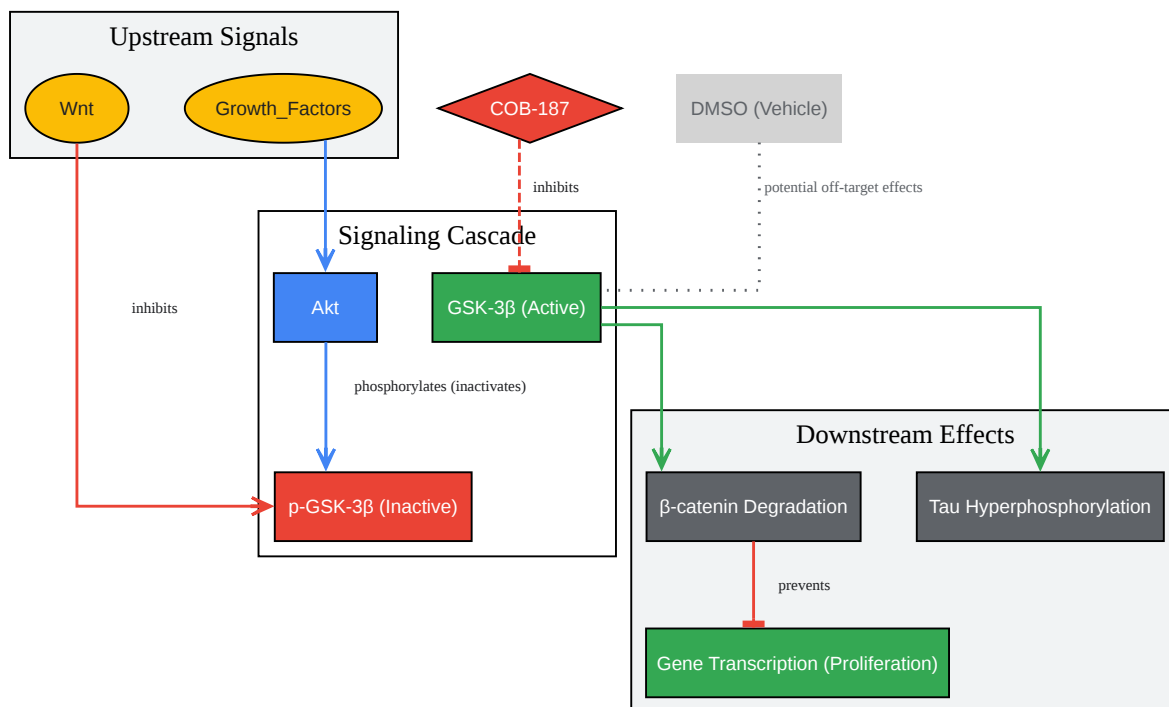 Upstream Signals
Wnt
Growth_Factors
COB-187
DMSO (Vehicle)
inhibits
potential off-target effects
Signaling Cascade
Akt
GSK-3β (Active)
inhibits
phosphorylates (inactivates)
Downstream Effects
p-GSK-3β (Inactive)
β-catenin Degradation
Tau Hyperphosphorylation
prevents
Gene Transcription (Proliferation)